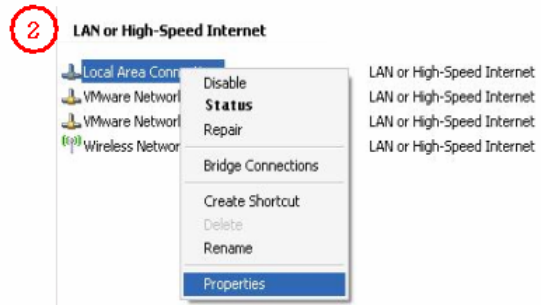 2
LAN or High-Speed Internet
Local Area Conn
LAN or High-Speed Internet
VMware Networl
LAN or High-Speed Internet
VMware Networl
LAN or High-Speed Internet
Wireless Networ
LAN or High-Speed Internet
Disable
Status
Repair
Bridge Connections
Create Shortcut
Delete
Rename
Properties